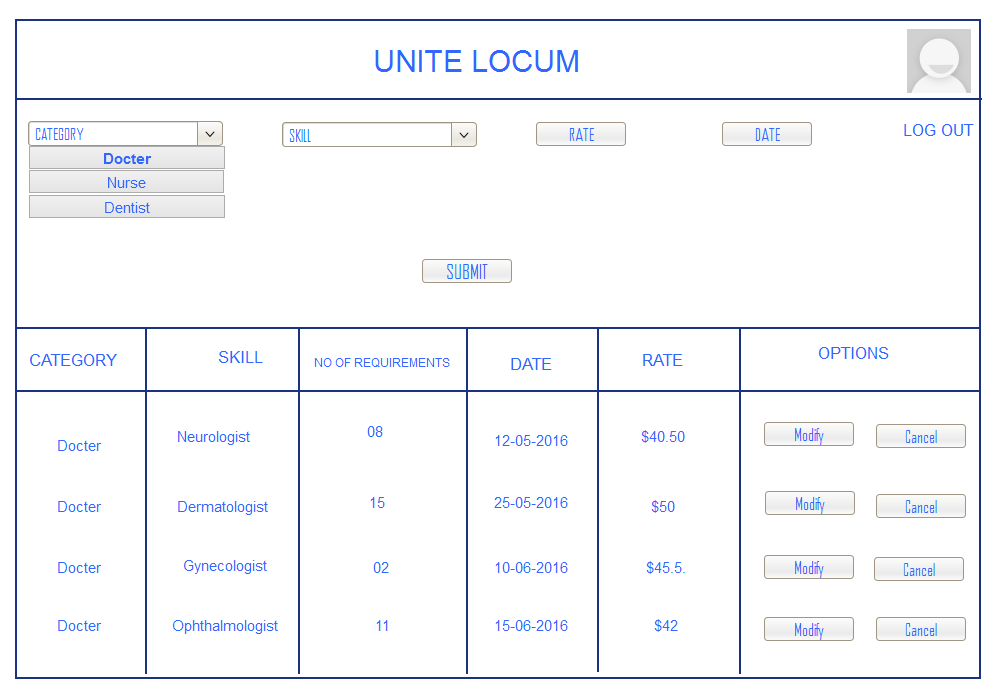 UNITE LOCUM
CATEGORY SKILL RATE DATE LOG OUT
Docter
Nurse
Dentist
SUBMIT
CATEGORY SKILL NO OF REQUIREMENTS DATE RATE OPTIONS
Docter Neurologist 08 12-05-2016 $40.50 Modify Cancel
Docter Dermatologist 15 25-05-2016 $50 Modify Cancel
Docter Gynecologist 02 10-06-2016 $45.5. Modify Cancel
Docter Ophthalmologist 11 15-06-2016 $42 Modify Cancel